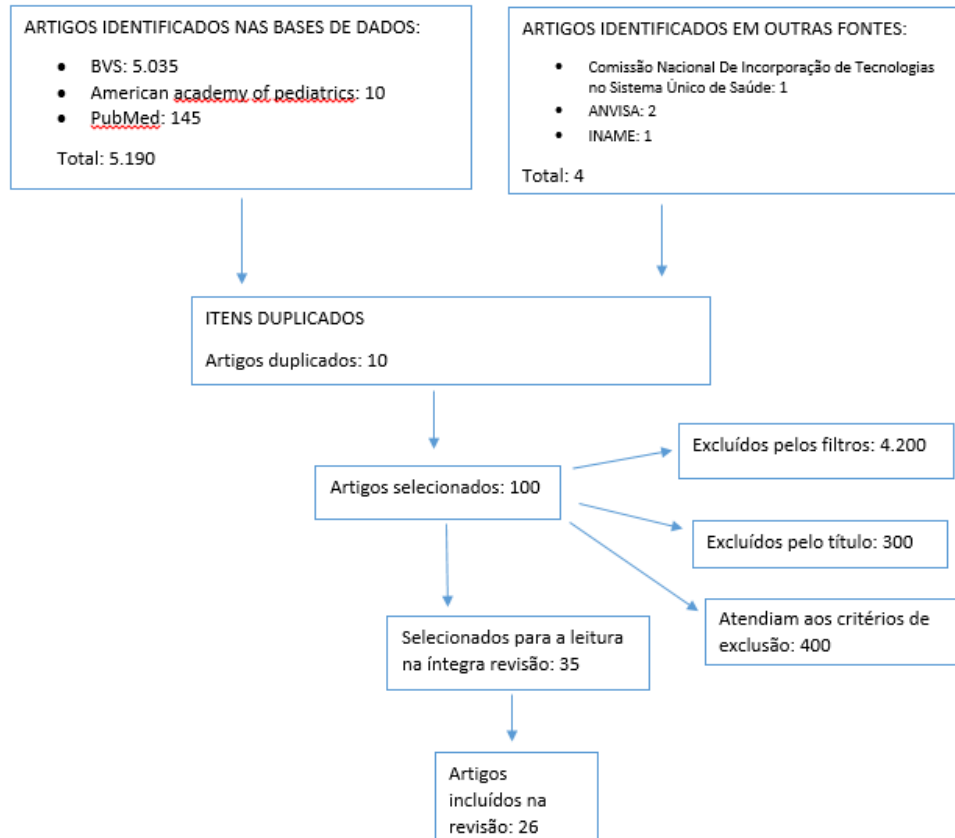 ARTIGOS IDENTIFICADOS NAS BASES DE DADOS:
• BVS: 5.035
• American academy of pediatrics: 10
• PubMed: 145
Total: 5.190
ARTIGOS IDENTIFICADOS EM OUTRAS FONTES:
• Comissão Nacional De Incorporação de Tecnologias
no Sistema Único de Saúde: 1
• ANVISA: 2
• INAME: 1
Total: 4
ITENS DUPLICADOS
Artigos duplicados: 10
Artigos selecionados: 100
Excluídos pelos filtros: 4.200
Excluídos pelo título: 300
Atendiam aos critérios de
exclusão: 400
Selecionados para a leitura
na íntegra revisão: 35
Artigos
incluídos na
revisão: 26